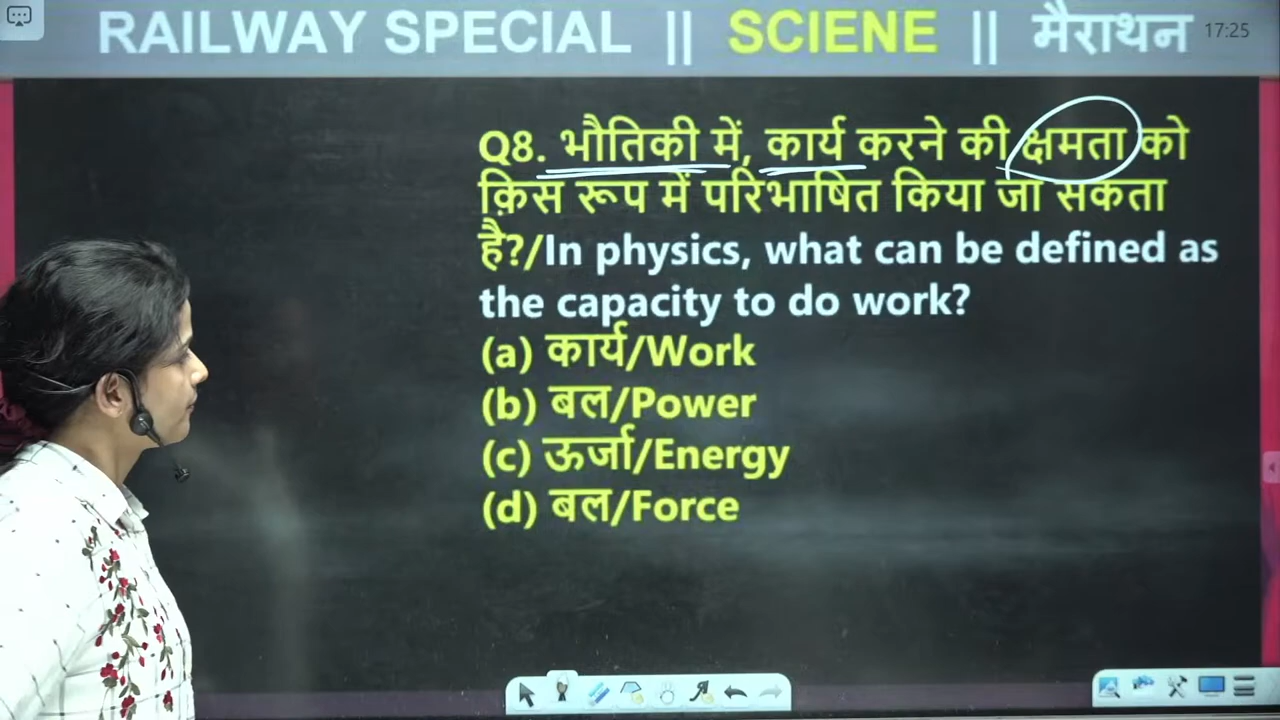 RAILWAY SPECIAL || SCIENE || मैराथन 17:25
Q8. भौतिकी में, कार्य करने की क्षमता को
क़िस रूप में परिभाषित किया जा सकता
है?/In physics, what can be defined as
the capacity to do work?
(a) कार्य/Work
(b) बल/Power
(c) ऊर्जा/Energy
(d) बल/Force